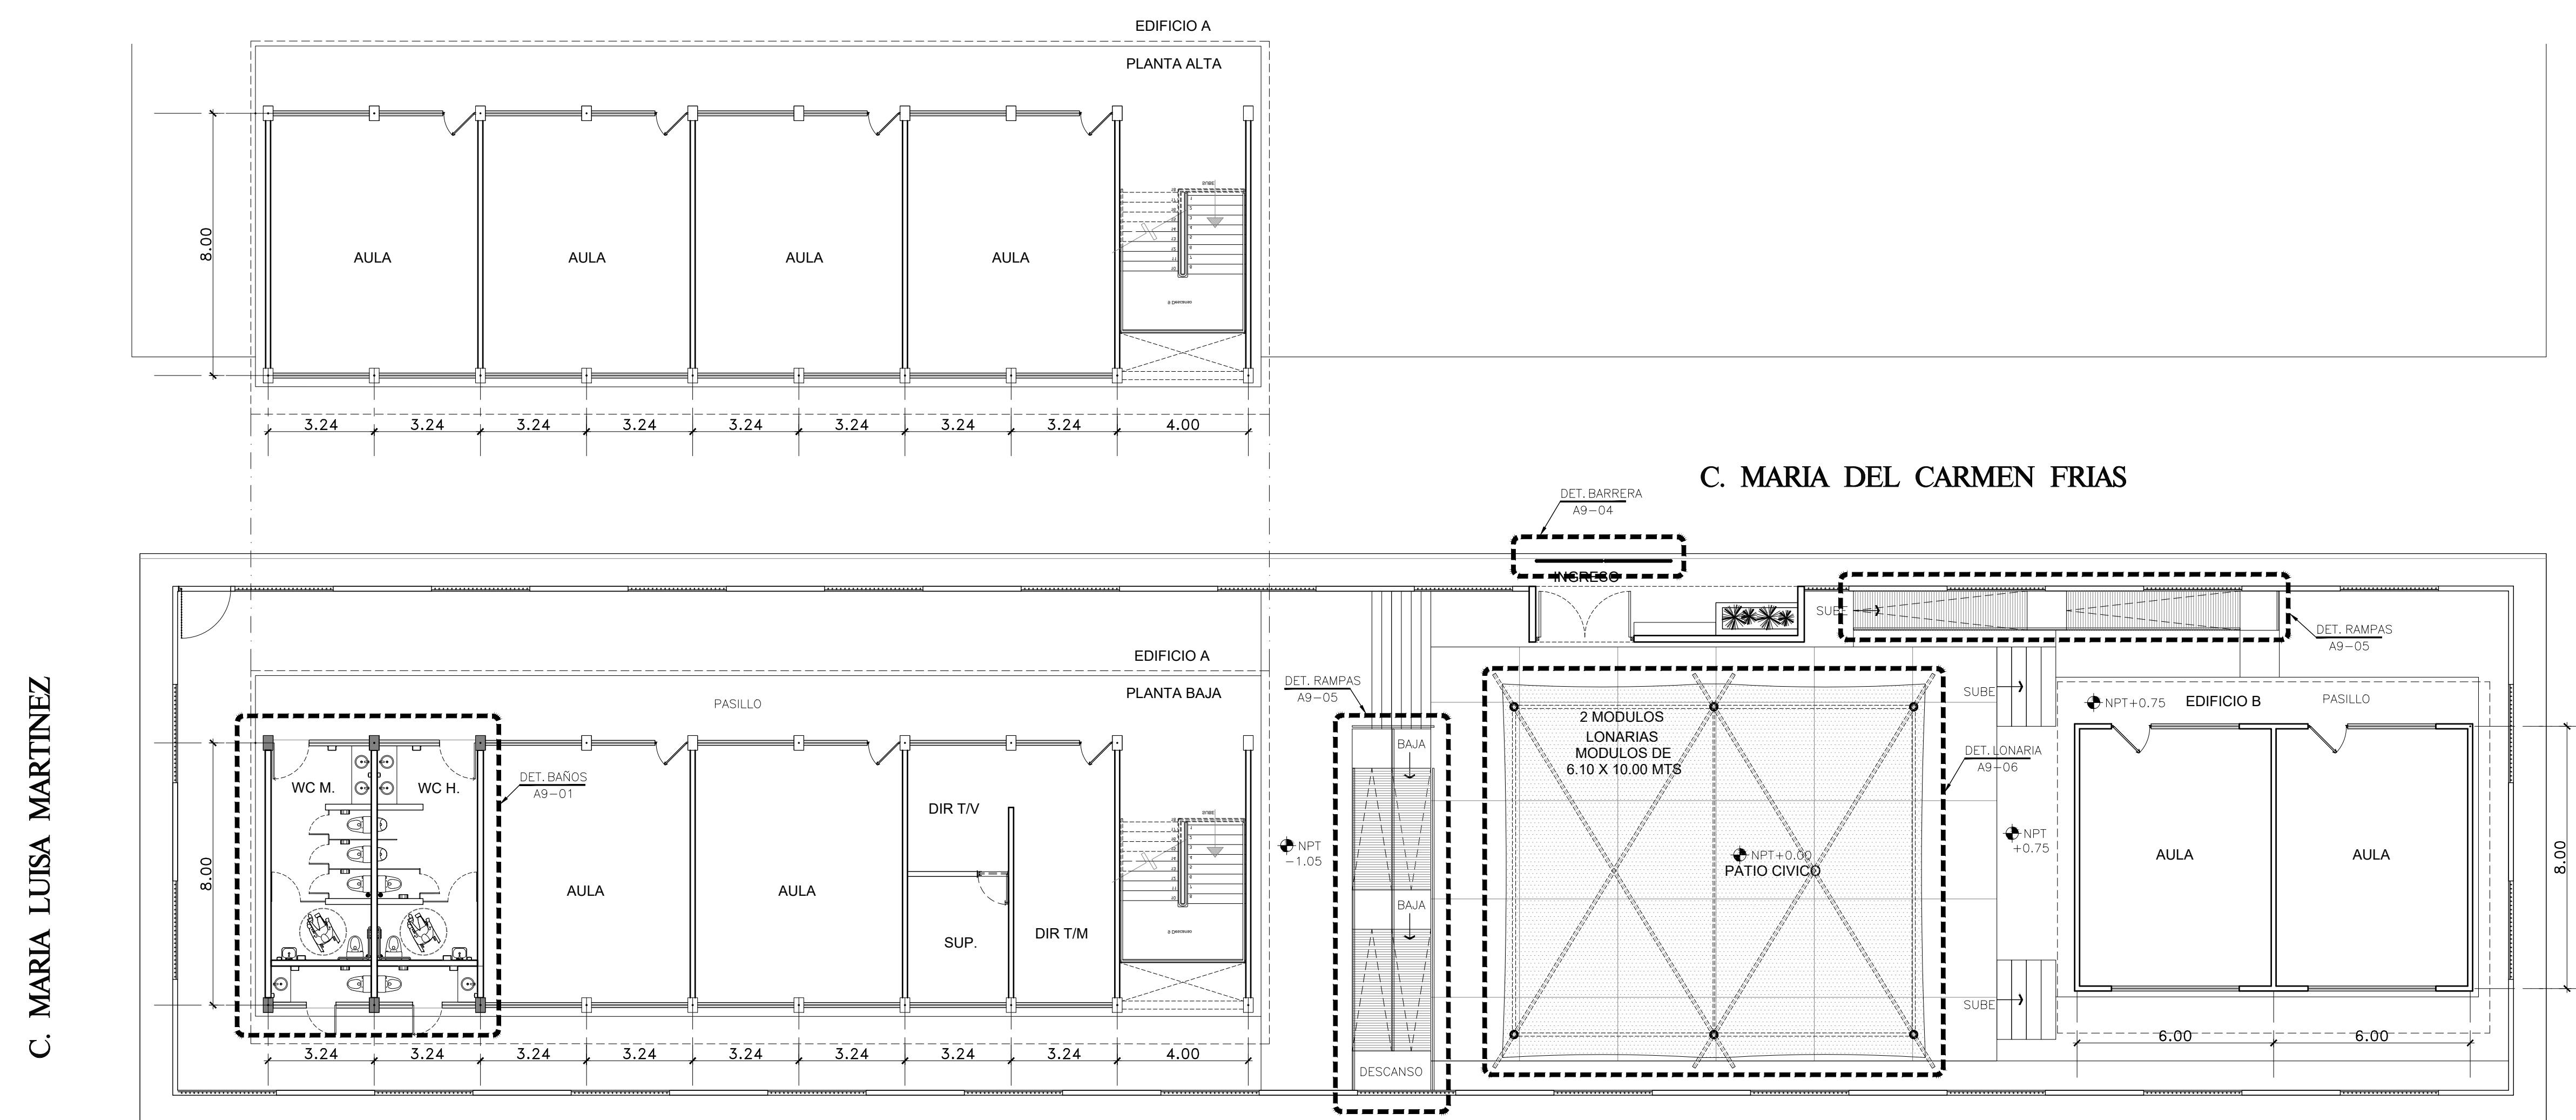 EDIFICIO A
PLANTA ALTA
8.00
AULA
AULA
AULA
AULA
SUBE
9 Descanso
3.24
3.24
3.24
3.24
3.24
3.24
3.24
3.24
4.00
C. MARIA DEL CARMEN FRIAS
DET. BARRERA
A9-04
INGRESO
SUBE
DET. RAMPAS
A9-05
C. MARIA LUISA MARTINEZ
EDIFICIO A
PLANTA BAJA
PASILLO
8.00
WC M.
WC H.
DET. BAÑOS
A9-01
AULA
AULA
DIR T/V
SUP.
DIR T/M
SUBE
9 Descanso
3.24
3.24
3.24
3.24
3.24
3.24
3.24
3.24
4.00
NPT
-1.05
DET. RAMPAS
A9-05
BAJA
BAJA
DESCANSO
2 MODULOS
LONARIAS
MODULOS DE
6.10 X 10.00 MTS
NPT+0.00
PATIO CIVICO
DET. LONARIA
A9-06
SUBE
SUBE
NPT
+0.75
NPT+0.75
EDIFICIO B
PASILLO
AULA
AULA
8.00
6.00
6.00